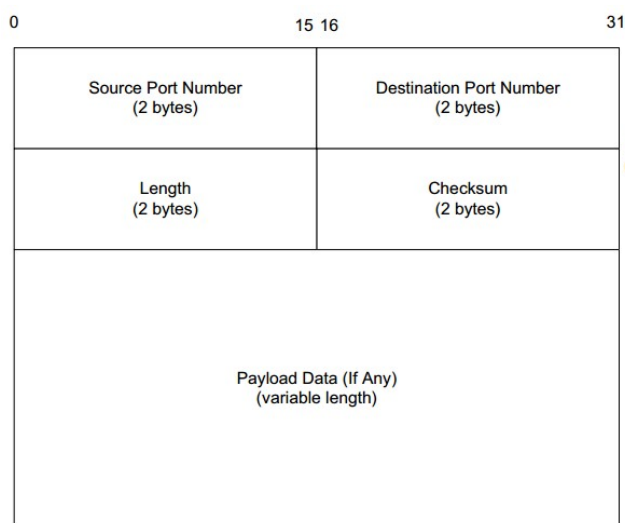 0 15 16 31
Source Port Number Destination Port Number
(2 bytes) (2 bytes)
Length Checksum
(2 bytes) (2 bytes)
Payload Data (If Any)
(variable length)